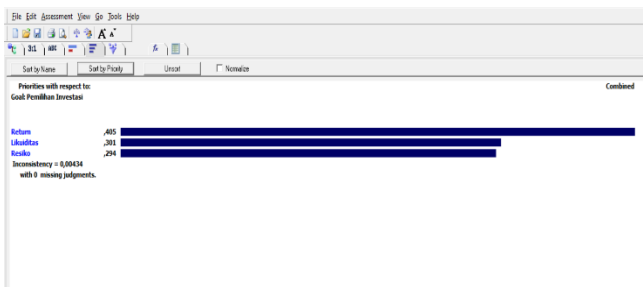 File Edit Assessment View Go Tools Help
3:1 ABC
Sort by Name Sort by Priority Unsort Normalize
Priorities with respect to: Combined
Goal: Pemilihan Investasi
Return ,405
Likuiditas ,301
Resiko ,294
Inconsistency = 0,00434
with 0 missing judgments.